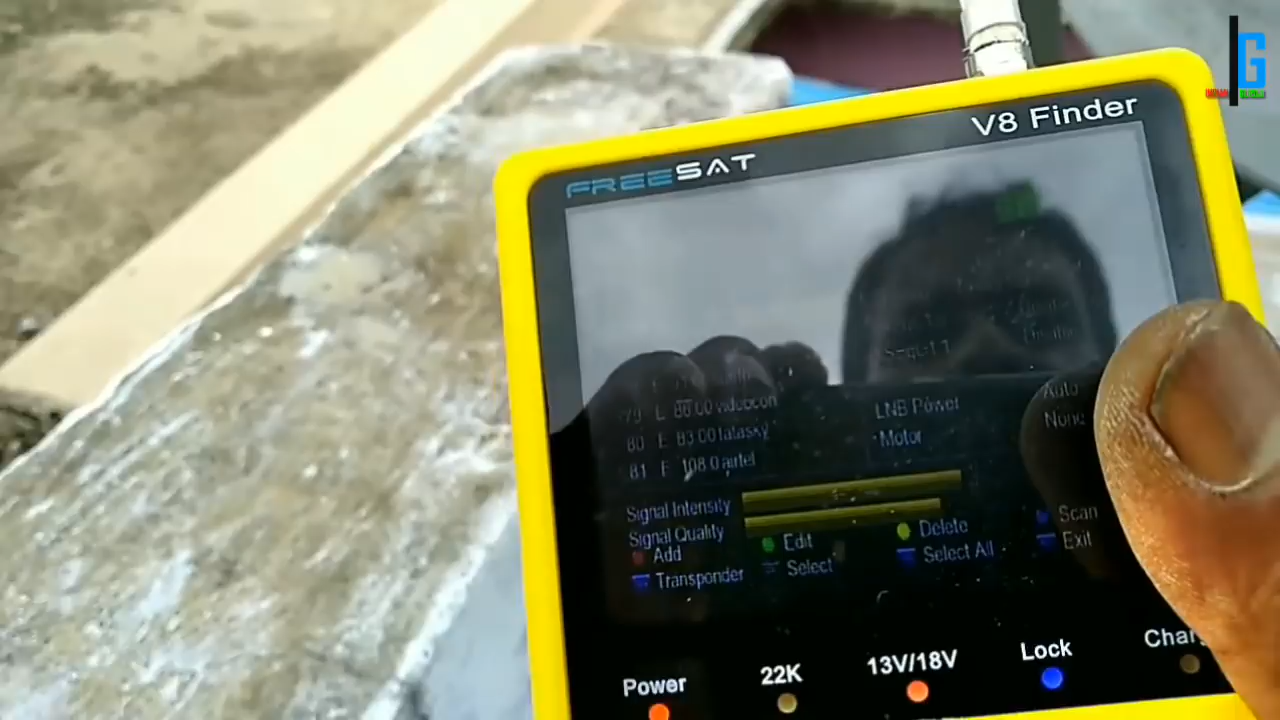 G
V8 Finder
FREESAT
Auto
79 E 88.00 videocon
LNB Power
None
80 E 83.00 tatasky
Motor
81 E 108.0 airtel
Signal Intensity
Signal Quality
Add
Edit
Delete
Scan
Transponder
Select
Select All
Exit
Power
22K
13V/18V
Lock